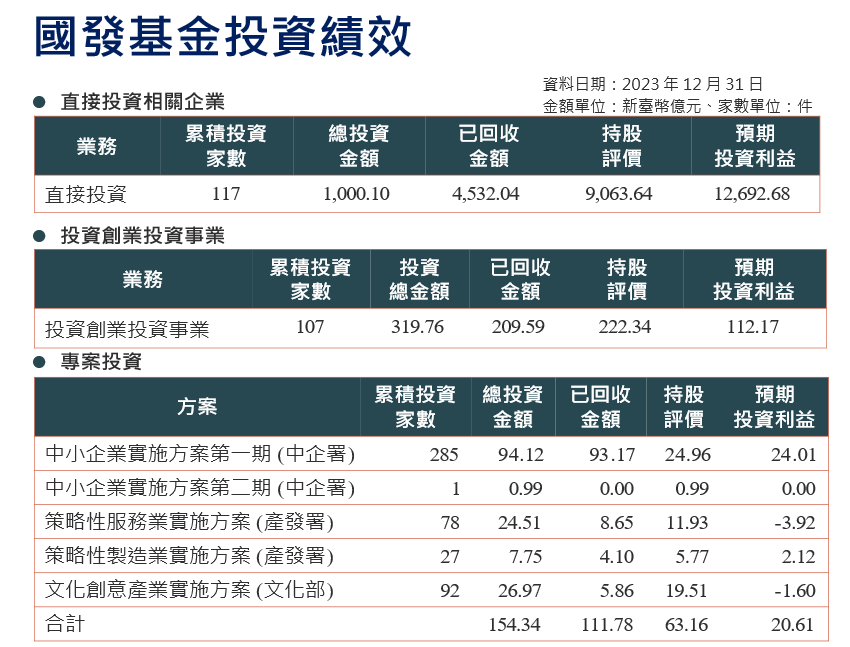 國發基金投資績效
資料日期：2023 年 12 月 31 日
金額單位：新臺幣億元、家數單位：件
● 直接投資相關企業
業務 累積投資家數 總投資金額 已回收金額 持股評價 預期投資利益
直接投資 117 1,000.10 4,532.04 9,063.64 12,692.68
● 投資創業投資事業
業務 累積投資家數 投資總金額 已回收金額 持股評價 預期投資利益
投資創業投資事業 107 319.76 209.59 222.34 112.17
● 專案投資
方案 累積投資家數 總投資金額 已回收金額 持股評價 預期投資利益
中小企業實施方案第一期 (中企署) 285 94.12 93.17 24.96 24.01
中小企業實施方案第二期 (中企署) 1 0.99 0.00 0.99 0.00
策略性服務業實施方案 (產發署) 78 24.51 8.65 11.93 -3.92
策略性製造業實施方案 (產發署) 27 7.75 4.10 5.77 2.12
文化創意產業實施方案 (文化部) 92 26.97 5.86 19.51 -1.60
合計 154.34 111.78 63.16 20.61